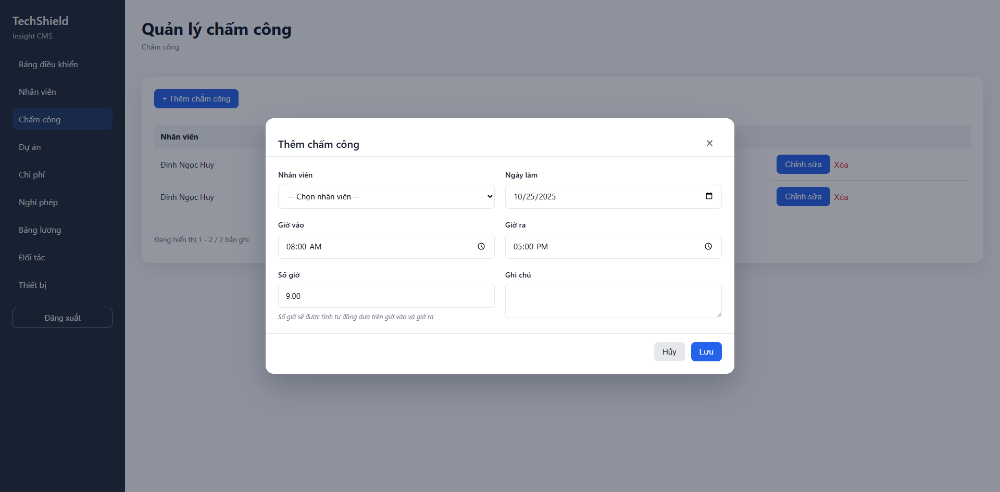 TechShield
Insight CMS
Bảng điều khiển
Nhân viên
Chấm công
Dự án
Chi phí
Nghỉ phép
Bảng lương
Đối tác
Thiết bị
Đăng xuất
Quản lý chấm công
Chấm công
+ Thêm chấm công
Nhân viên
Đinh Ngọc Huy
Chỉnh sửa Xóa
Đinh Ngọc Huy
Chỉnh sửa Xóa
Đang hiển thị 1 - 2 / 2 bản ghi
Thêm chấm công
×
Nhân viên
-- Chọn nhân viên --
Ngày làm
10/25/2025
Giờ vào
08:00 AM
Giờ ra
05:00 PM
Số giờ
9.00
Số giờ sẽ được tính tự động dựa trên giờ vào và giờ ra
Ghi chú
Hủy
Lưu